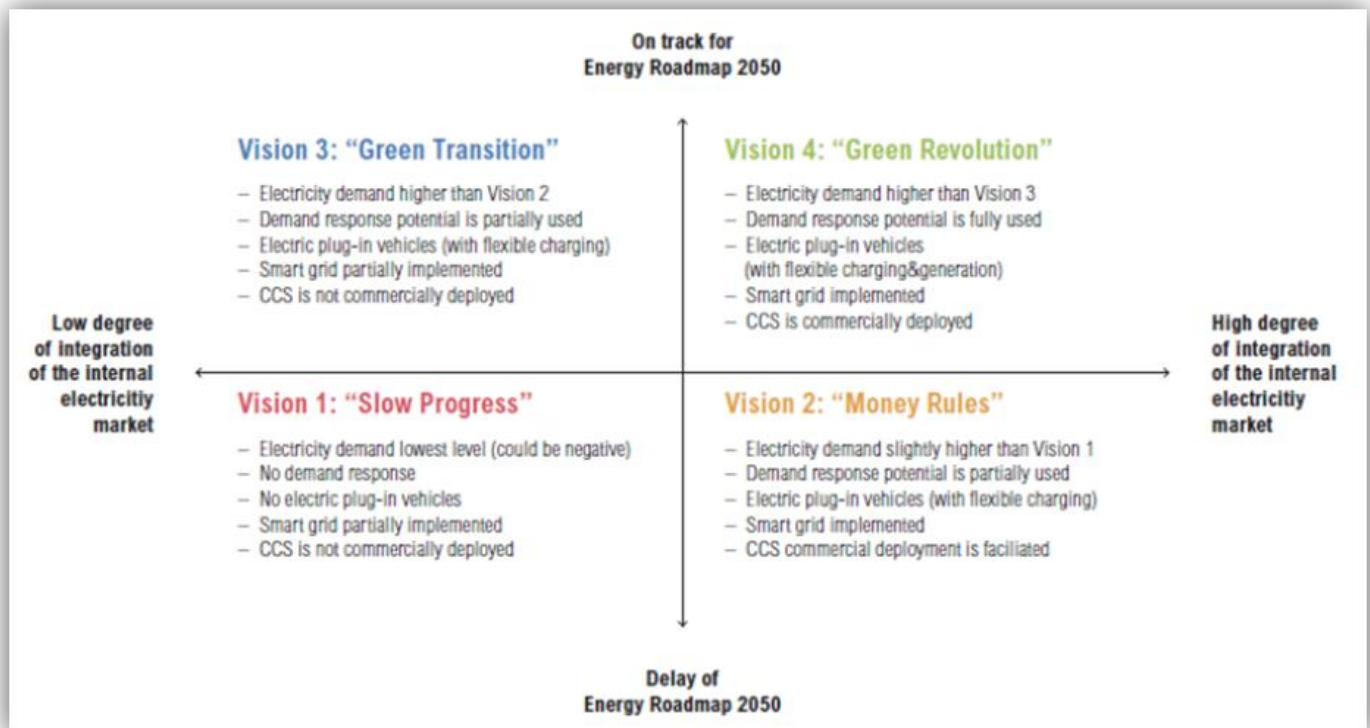 On track for
Energy Roadmap 2050
Vision 3: “Green Transition”
– Electricity demand higher than Vision 2
– Demand response potential is partially used
– Electric plug-in vehicles (with flexible charging)
– Smart grid partially implemented
– CCS is not commercially deployed
Vision 4: “Green Revolution”
– Electricity demand higher than Vision 3
– Demand response potential is fully used
– Electric plug-in vehicles
(with flexible charging&generation)
– Smart grid implemented
– CCS is commercially deployed
Low degree
of integration
of the internal
electricitiy
market
High degree
of integration
of the internal
electricitiy
market
Vision 1: “Slow Progress”
– Electricity demand lowest level (could be negative)
– No demand response
– No electric plug-in vehicles
– Smart grid partially implemented
– CCS is not commercially deployed
Vision 2: “Money Rules”
– Electricity demand slightly higher than Vision 1
– Demand response potential is partially used
– Electric plug-in vehicles (with flexible charging)
– Smart grid implemented
– CCS commercial deployment is faciliated
Delay of
Energy Roadmap 2050